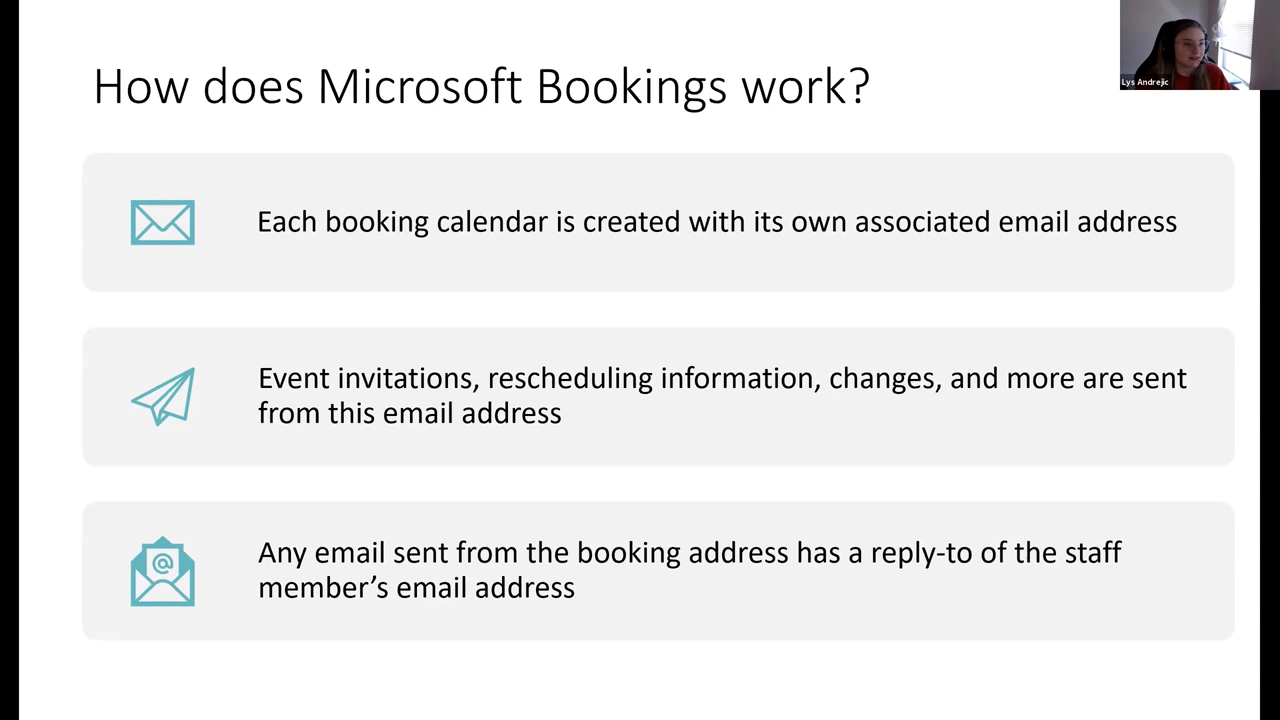 How does Microsoft Bookings work?
Lys Andrejic
Each booking calendar is created with its own associated email address
Event invitations, rescheduling information, changes, and more are sent
from this email address
@
Any email sent from the booking address has a reply-to of the staff
member’s email address